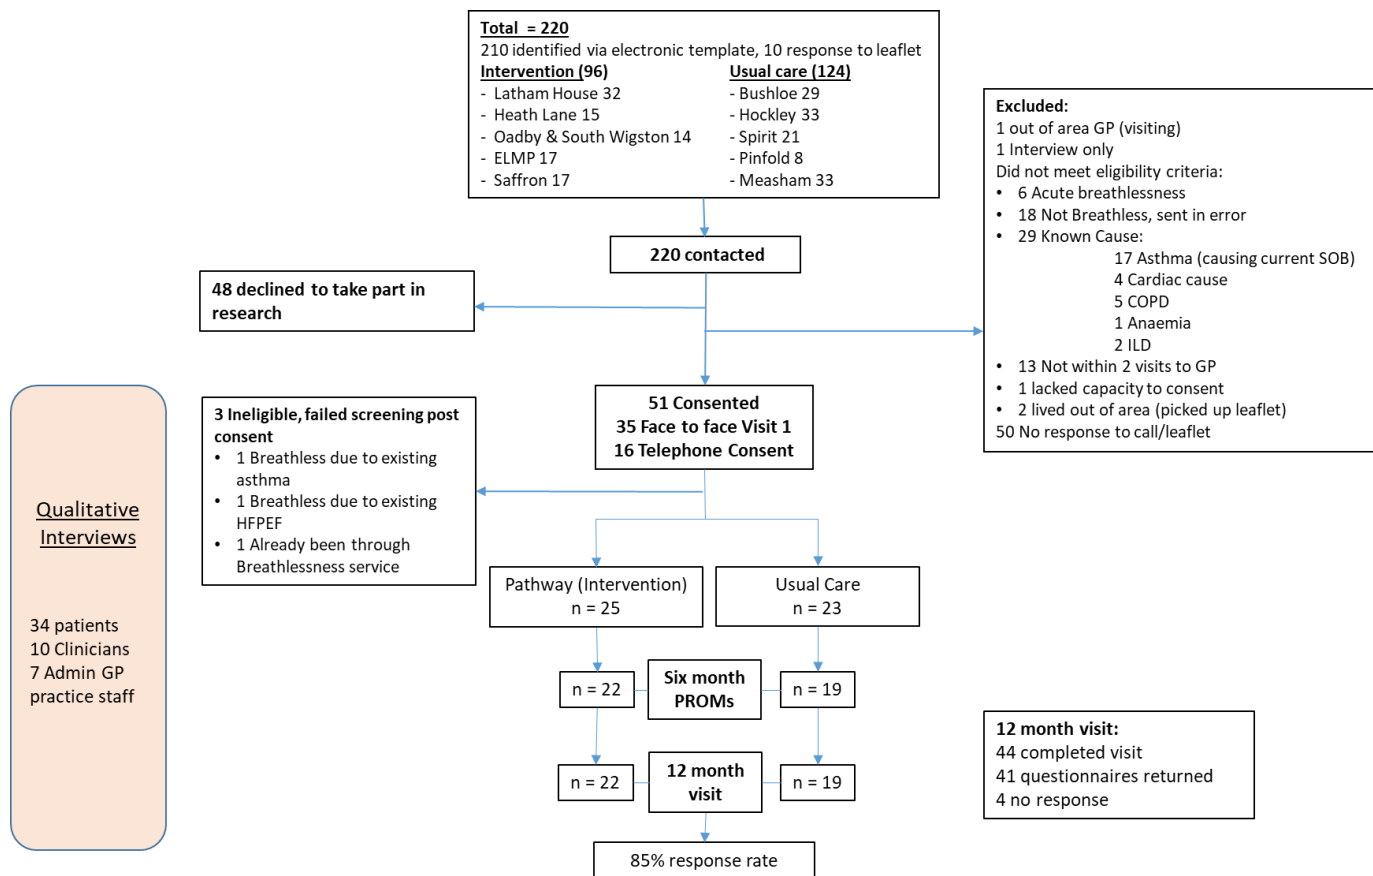 Total = 220
210 identified via electronic template, 10 response to leaflet
Intervention (96)
- Latham House 32
- Heath Lane 15
- Oadby & South Wigston 14
- ELMP 17
- Saffron 17
Usual care (124)
- Bushloe 29
- Hockley 33
- Spirit 21
- Pinfold 8
- Measham 33
Excluded:
1 out of area GP (visiting)
1 Interview only
Did not meet eligibility criteria:
• 6 Acute breathlessness
• 18 Not Breathless, sent in error
• 29 Known Cause:
17 Asthma (causing current SOB)
4 Cardiac cause
5 COPD
1 Anaemia
2 ILD
• 13 Not within 2 visits to GP
• 1 lacked capacity to consent
• 2 lived out of area (picked up leaflet)
50 No response to call/leaflet
220 contacted
48 declined to take part in
research
51 Consented
35 Face to face Visit 1
16 Telephone Consent
3 Ineligible, failed screening post
consent
• 1 Breathless due to existing
asthma
• 1 Breathless due to existing
HFPEF
• 1 Already been through
Breathlessness service
Qualitative
Interviews
34 patients
10 Clinicians
7 Admin GP
practice staff
Pathway (Intervention)
n = 25
Usual Care
n = 23
n = 22
Six month
PROMs
n = 19
n = 22
12 month
visit
n = 19
12 month visit:
44 completed visit
41 questionnaires returned
4 no response
85% response rate